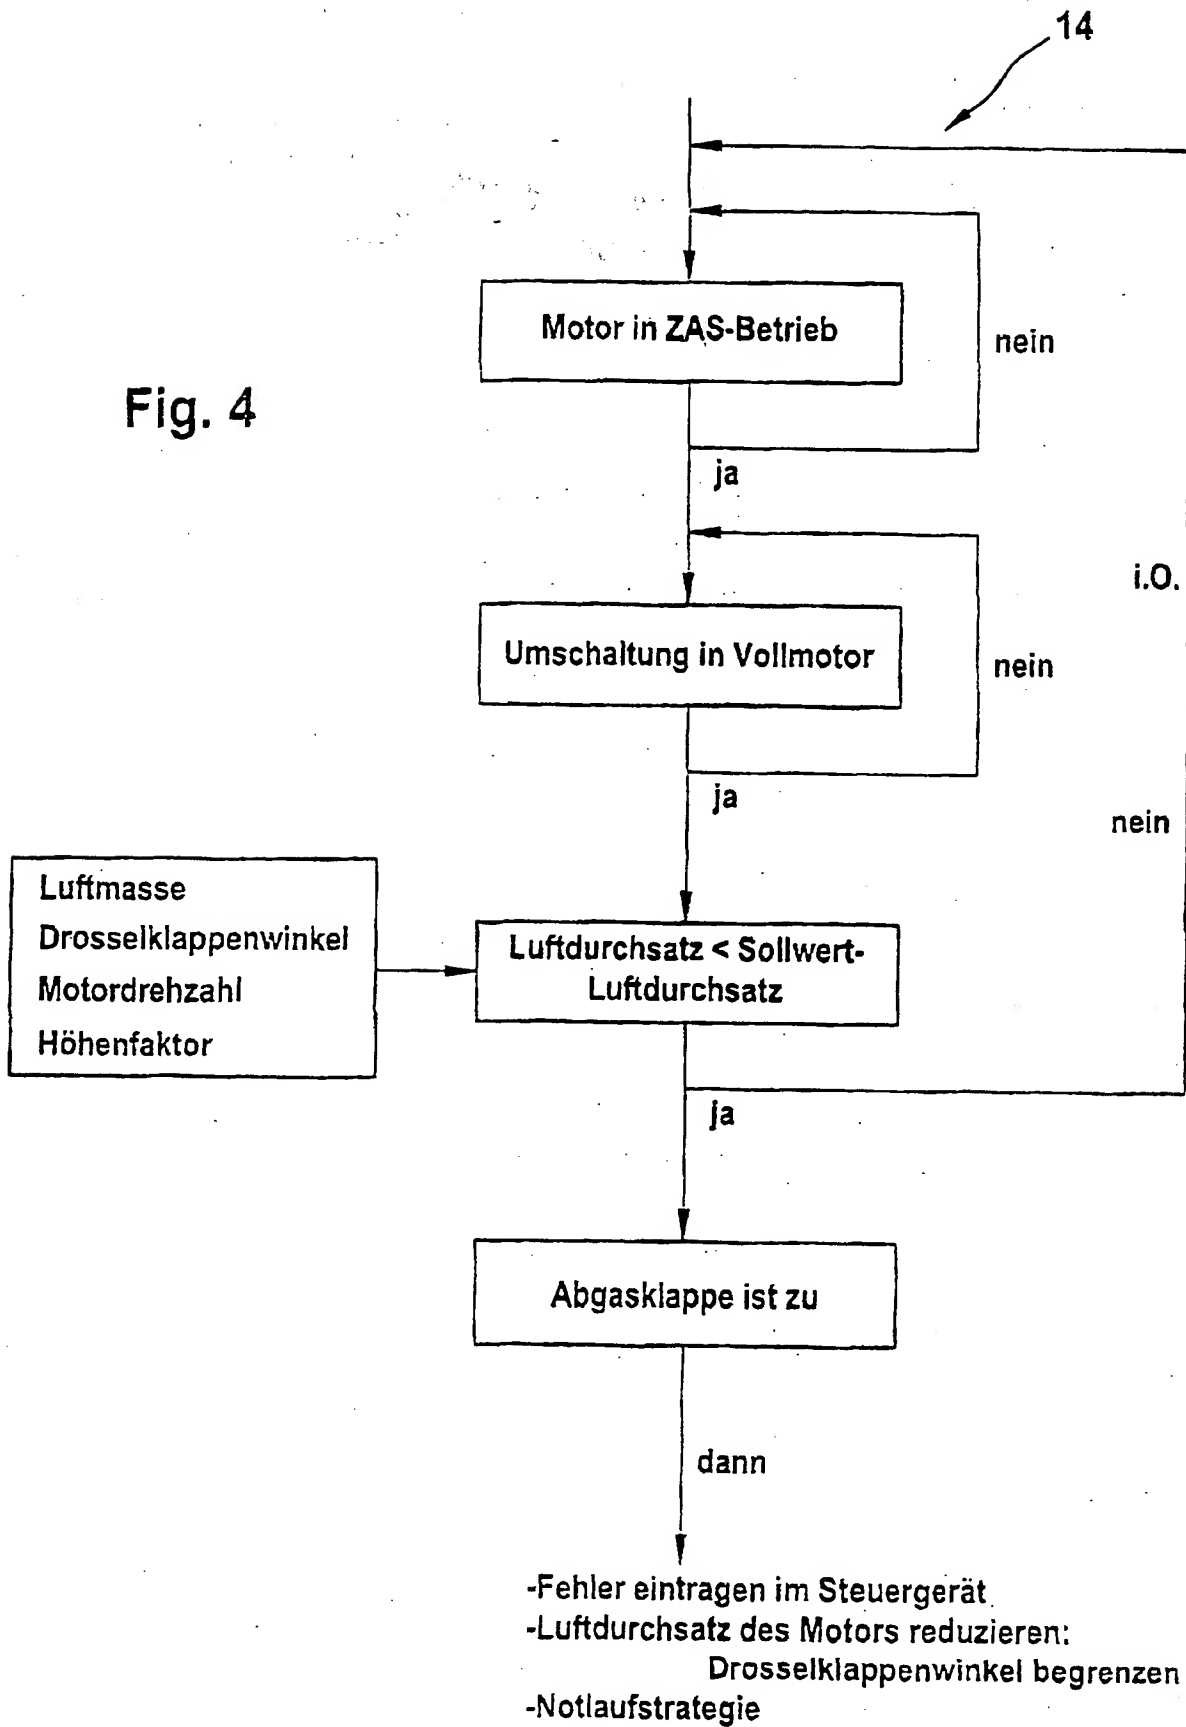 14
Motor in ZAS-Betrieb
nein
Fig. 4
ja
i.O.
Umschaltung in Vollmotor
nein
ja
nein
Luftmasse
Drosselklappenwinkel
Motordrehzahl
Höhenfaktor
Luftdurchsatz < Sollwert-
Luftdurchsatz
ja
Abgasklappe ist zu
dann
-Fehler eintragen im Steuergerät
-Luftdurchsatz des Motors reduzieren:
Drosselklappenwinkel begrenzen
-Notlaufstrategie